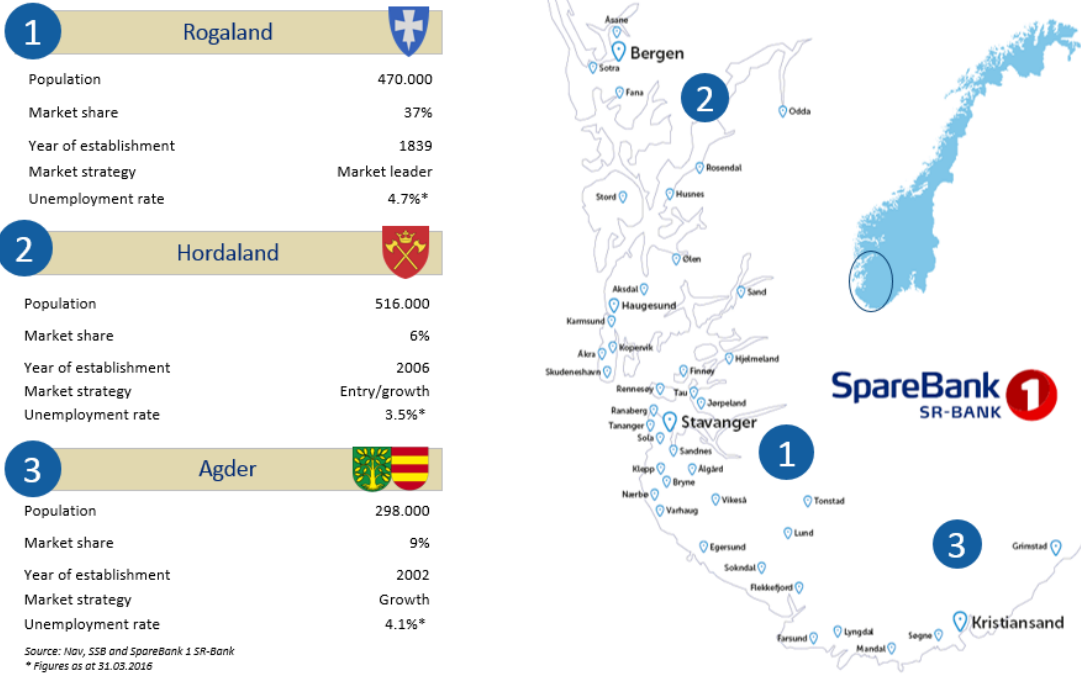 1
Rogaland
Population 470.000
Market share 37%
Year of establishment 1839
Market strategy Market leader
Unemployment rate 4.7%*
2
Hordaland
Population 516.000
Market share 6%
Year of establishment 2006
Market strategy Entry/growth
Unemployment rate 3.5%*
3
Agder
Population 298.000
Market share 9%
Year of establishment 2002
Market strategy Growth
Unemployment rate 4.1%*
Source: Nav, SSB and SpareBank 1 SR-Bank
* Figures as at 31.03.2016
Åsane
Bergen
Sotra
Fana
2
Odda
Rosendal
Stord
Husnes
Ølen
Aksdal
Sand
Haugesund
Karmsund
Kopervik
Åkra
Hjelmeland
Skudeneshavn
Finnøy
Rennesøy
Tau
Jørpeland
Randaberg
Tananger
Stavanger
Sola
Sandnes
1
Klepp
Ålgård
Bryne
Nærbø
Vikeså
Tonstad
Varhaug
Lund
Egersund
3
Grimstad
Sokndal
Flekkefjord
Kristiansand
Farsund
Lyngdal
Søgne
Mandal
SpareBank 1
SR-BANK